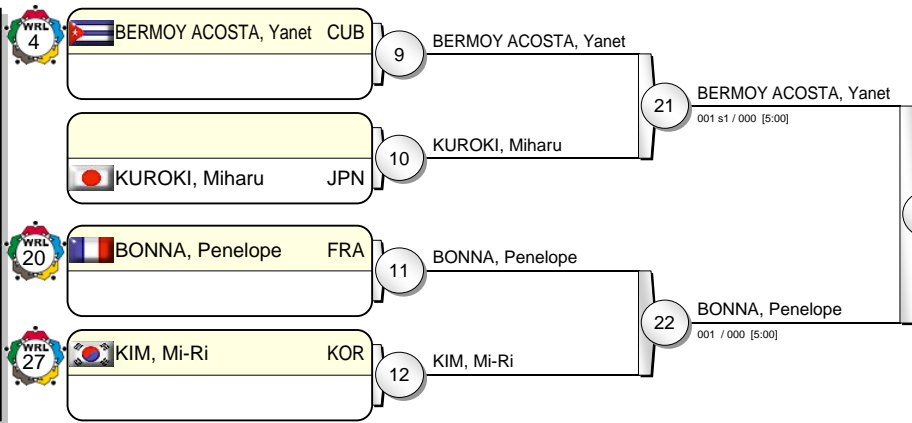 WRL
4
BERMOY ACOSTA, Yanet CUB
9
BERMOY ACOSTA, Yanet
21
BERMOY ACOSTA, Yanet
001 s1 / 000 [5:00]
10
KUROKI, Miharu
KUROKI, Miharu JPN
WRL
20
BONNA, Penelope FRA
11
BONNA, Penelope
22
BONNA, Penelope
001 / 000 [5:00]
WRL
27
KIM, Mi-Ri KOR
12
KIM, Mi-Ri